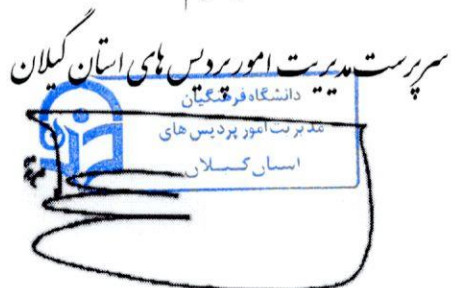 سرپرست مدیریت امور پردیس های استان گیلان
دانشگاه فرهنگیان
مدیریت امور پردیس های
استان گیلان